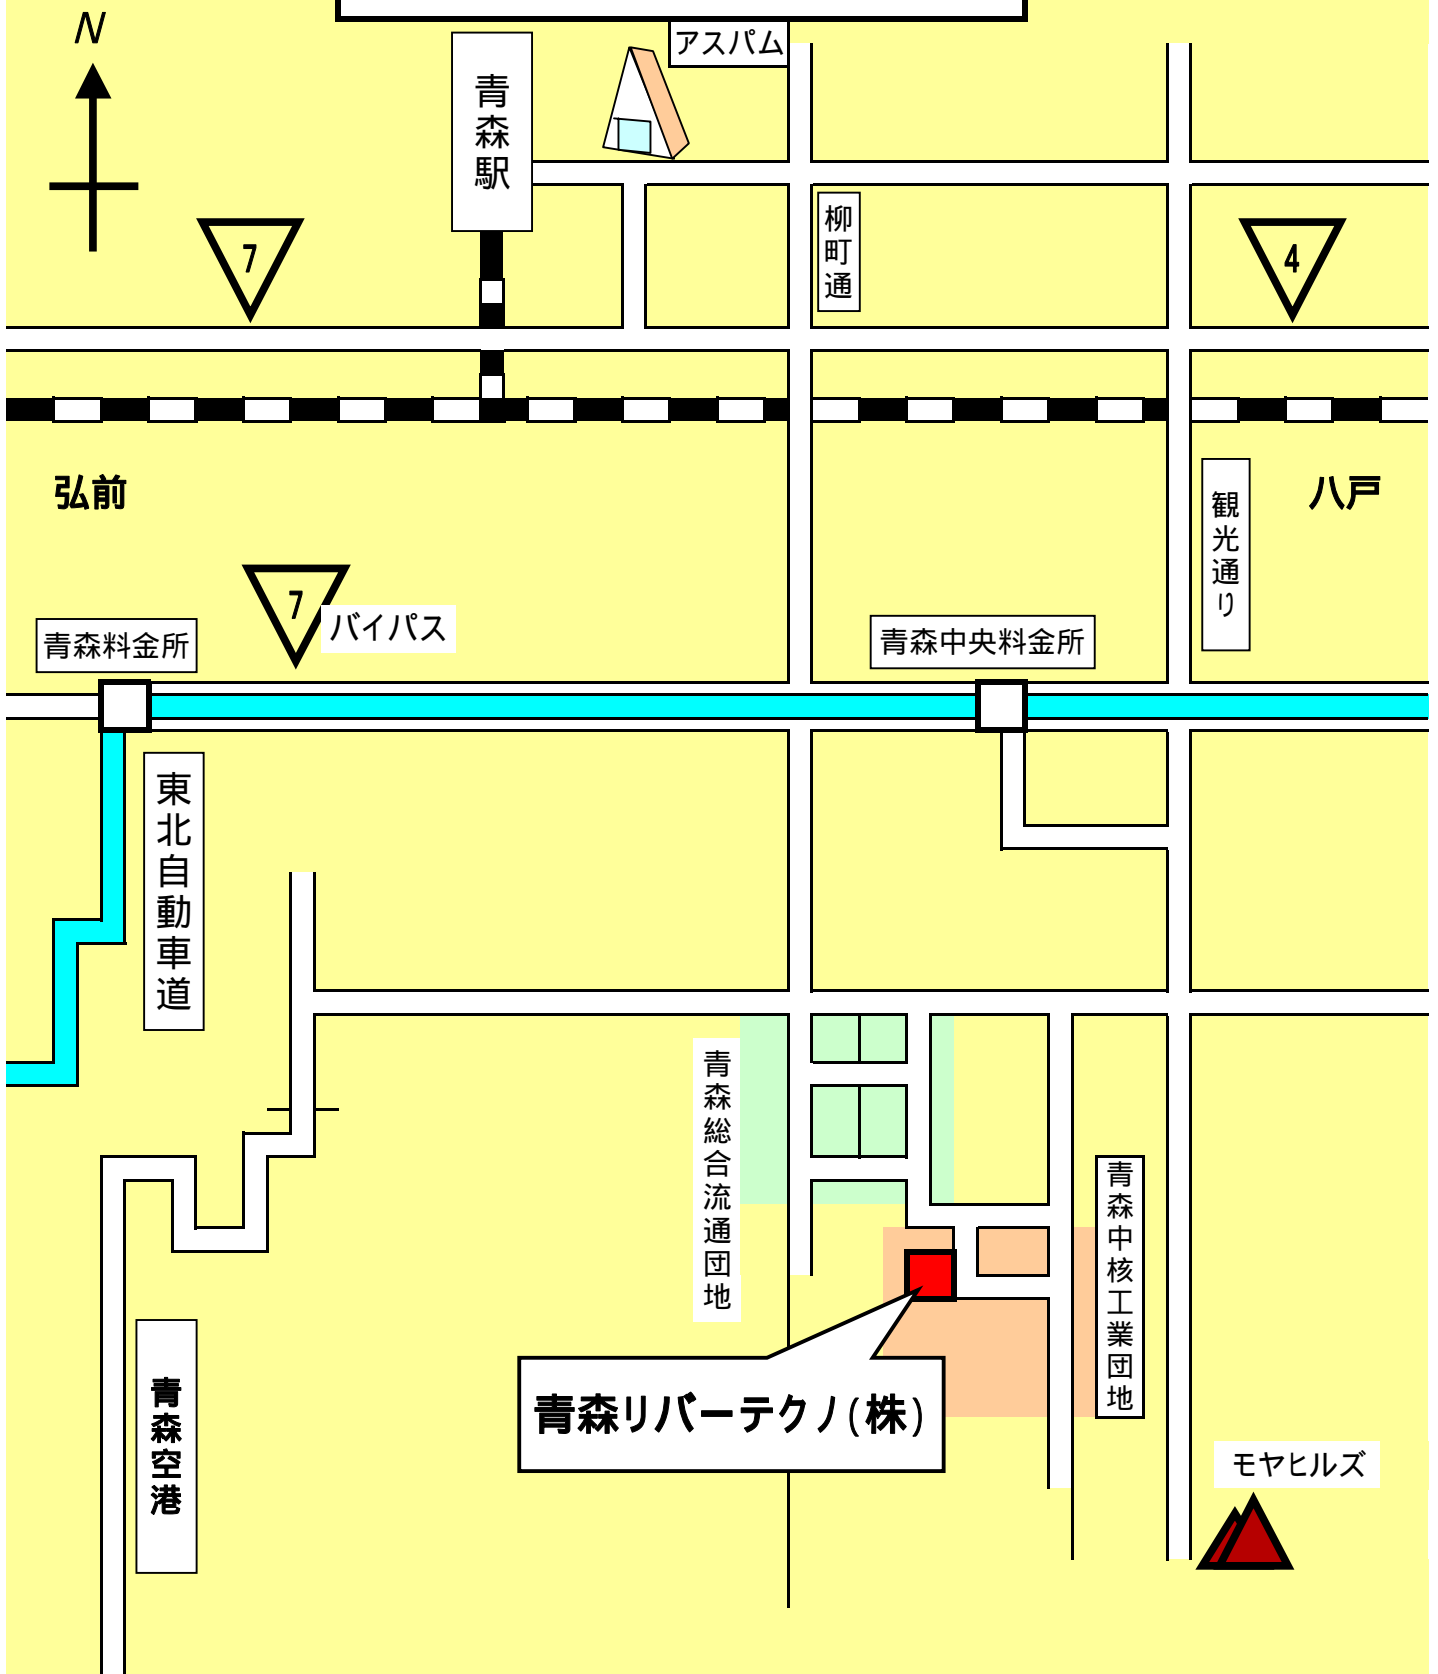 N
アスパム
青森駅
7
柳町通
4
弘前
八戸
観光通り
7
バイパス
青森料金所
青森中央料金所
東北自動車道
青森総合流通団地
青森中核工業団地
青森空港
青森リバーテクノ(株)
モヤヒルズ